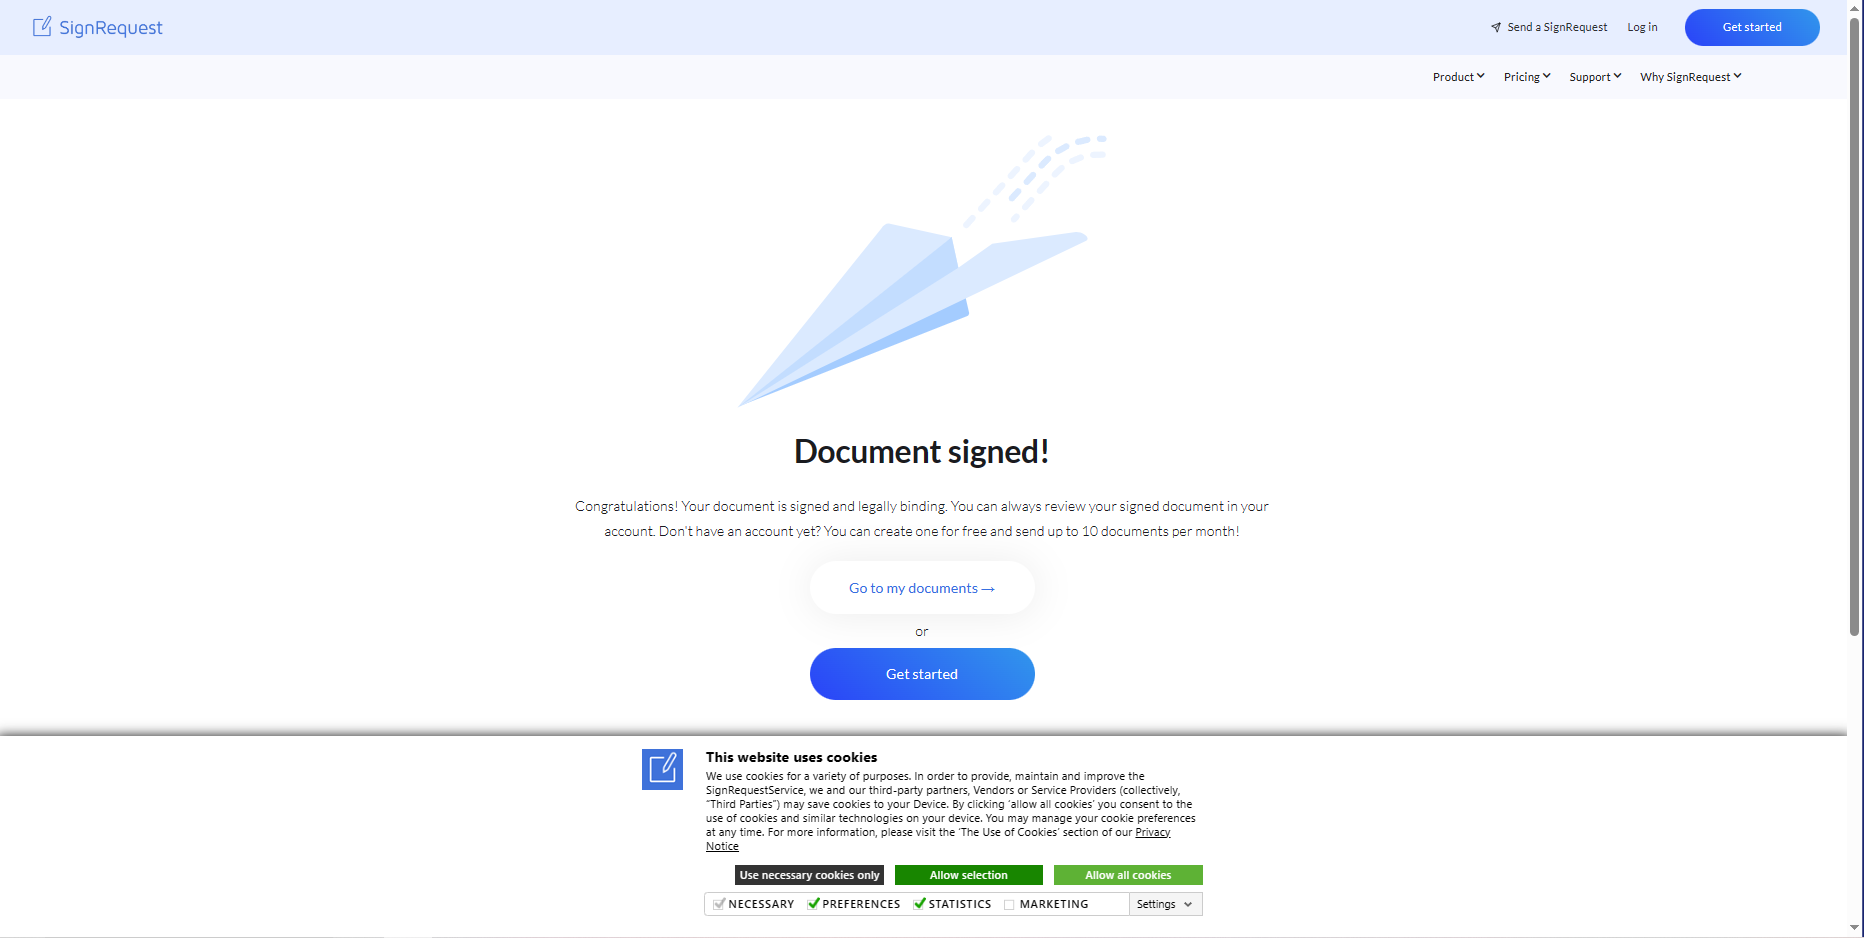 SignRequest
Send a SignRequest
Log in
Get started
Product
Pricing
Support
Why SignRequest
Document signed!
Congratulations! Your document is signed and legally binding. You can always review your signed document in your
account. Don't have an account yet? You can create one for free and send up to 10 documents per month!
Go to my documents →
or
Get started
This website uses cookies
We use cookies for a variety of purposes. In order to provide, maintain and improve the
SignRequestService, we and our third-party partners, Vendors or Service Providers (collectively,
“Third Parties”) may save cookies to your Device. By clicking ‘allow all cookies’ you consent to the
use of cookies and similar technologies on your device. You may manage your cookie preferences
at any time. For more information, please visit the ‘The Use of Cookies’ section of our Privacy
Notice
Use necessary cookies only
Allow selection
Allow all cookies
NECESSARY
PREFERENCES
STATISTICS
MARKETING
Settings